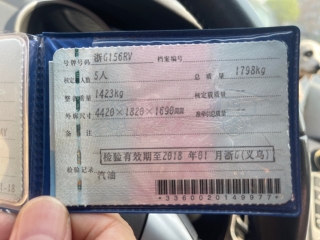 号牌号码 浙G156RV 档案编号
核定载人数 5人 总质量 1798kg
整备质量 1423kg 核定载质量
外廓尺寸 4420×1820×1690mm 准牵引总质量
备注
检验有效期至2018年01月浙G(义乌)
检验记录
汽油
*3360020149977*